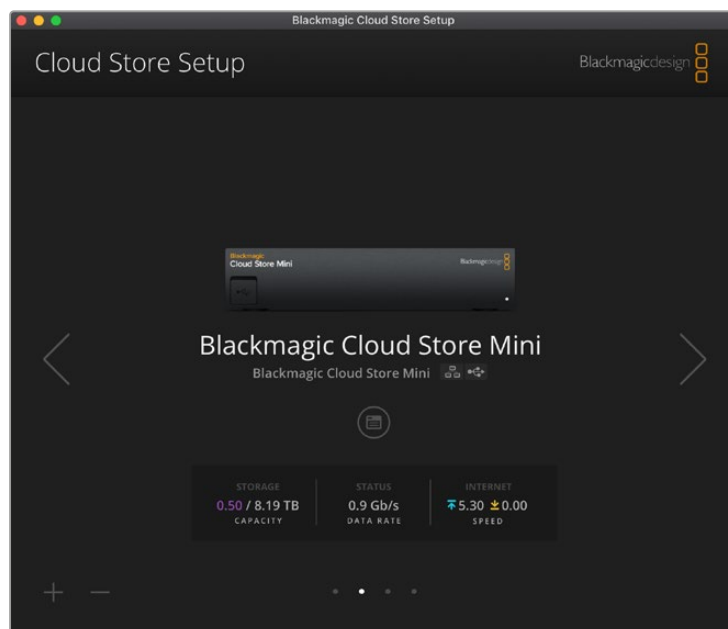 Blackmagic Cloud Store Setup
Cloud Store Setup
Blackmagicdesign
Blackmagic
Cloud Store Mini
Blackmagicdesign
Blackmagic Cloud Store Mini
Blackmagic Cloud Store Mini
STORAGE
0.50 / 8.19 TB
CAPACITY
STATUS
0.9 Gb/s
DATA RATE
INTERNET
5.30 0.00
SPEED